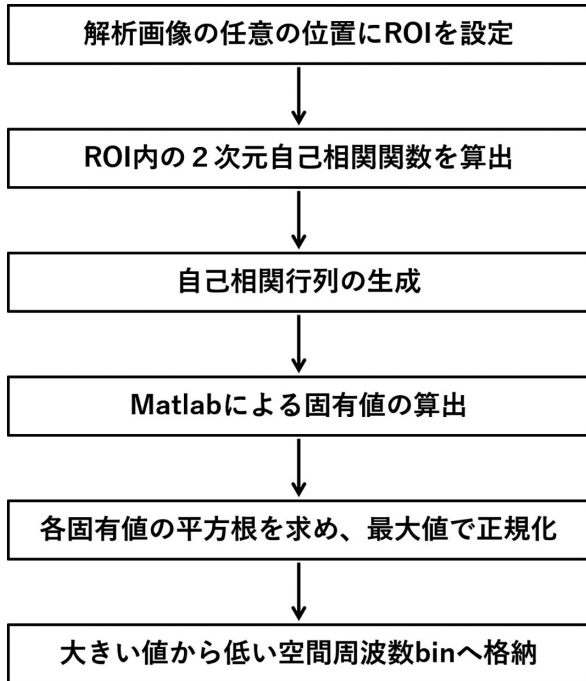 解析画像の任意の位置にROIを設定
ROI内の２次元自己相関関数を算出
自己相関行列の生成
Matlabによる固有値の算出
各固有値の平方根を求め、最大値で正規化
大きい値から低い空間周波数binへ格納